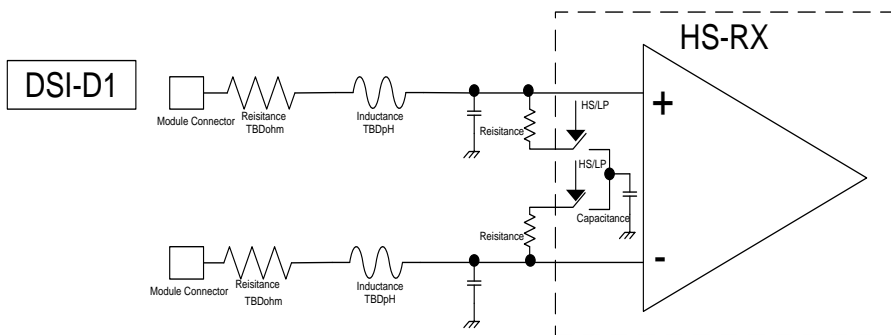 HS-RX
DSI-D1
Module Connector
Reisitance
TBDohm
Inductance
TBDpH
Reisitance
HS/LP
+
HS/LP
Capacitance
Reisitance
-
Module Connector
Reisitance
TBDohm
Inductance
TBDpH